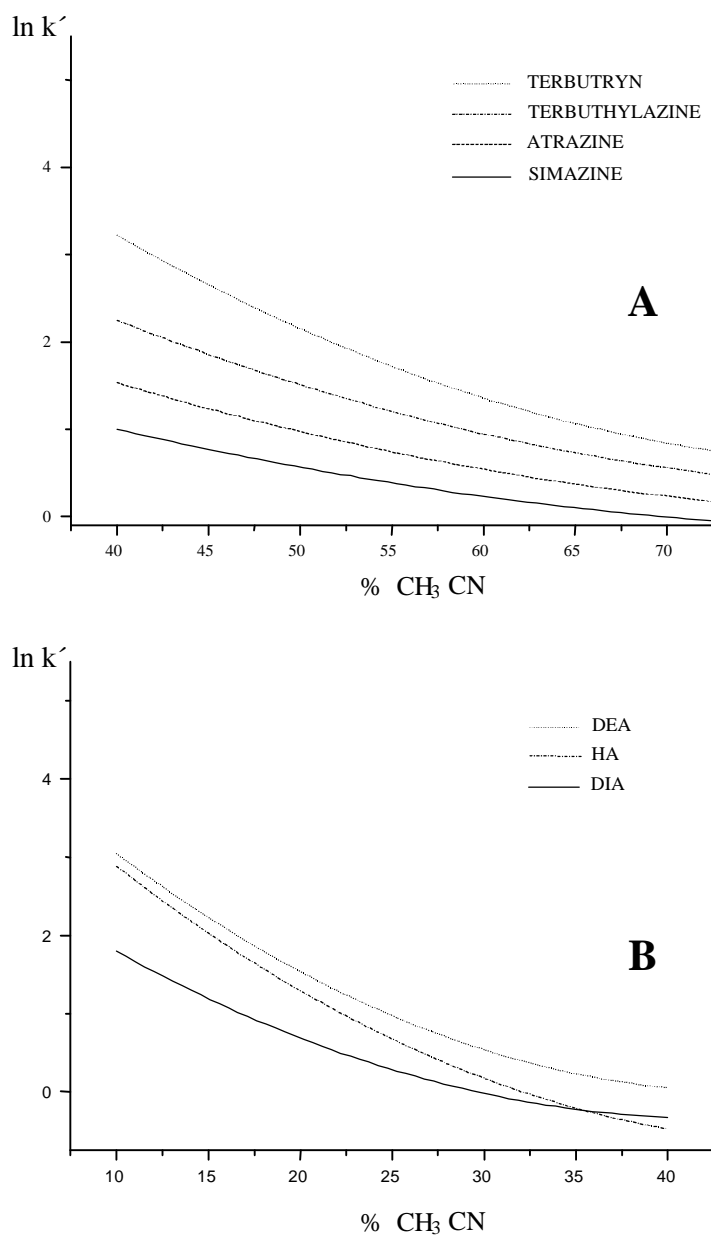 ln k´
TERBUTRYN
TERBUTHYLAZINE
ATRAZINE
SIMAZINE
4
2
0
A
40 45 50 55 60 65 70
% CH₃ CN
ln k´
DEA
HA
DIA
4
2
0
B
10 15 20 25 30 35 40
% CH₃ CN